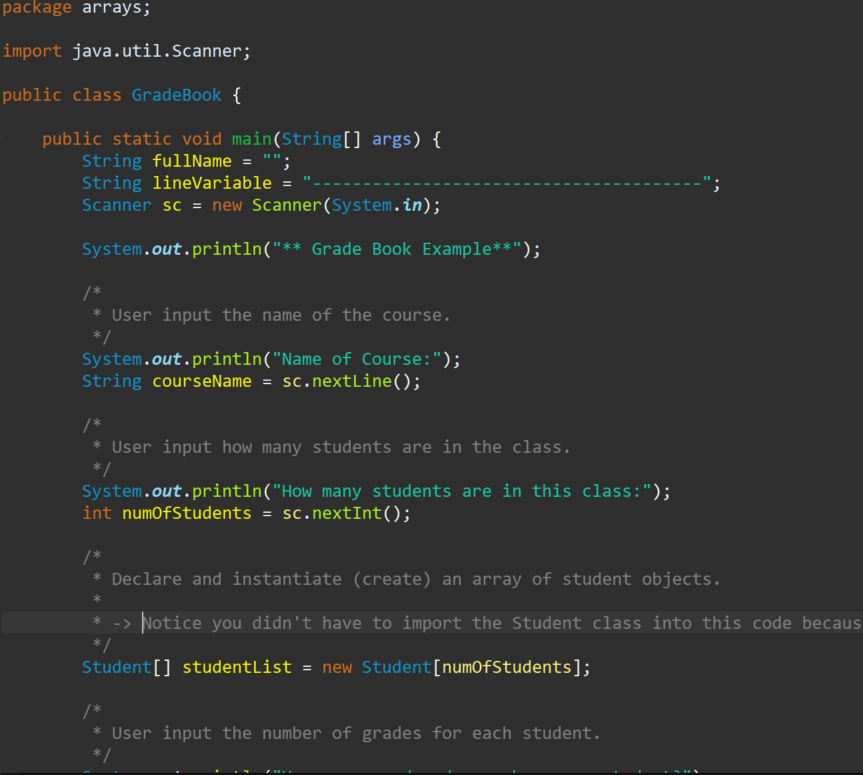 package arrays;
import java.util.Scanner;
public class GradeBook {
public static void main(String[] args) {
String fullName = "";
String lineVariable = "---------------------------------------";
Scanner sc = new Scanner(System.in);
System.out.println("** Grade Book Example**");
/*
* User input the name of the course.
*/
System.out.println("Name of Course:");
String courseName = sc.nextLine();
/*
* User input how many students are in the class.
*/
System.out.println("How many students are in this class:");
int numOfStudents = sc.nextInt();
/*
* Declare and instantiate (create) an array of student objects.
*
* -> Notice you didn't have to import the Student class into this code becaus
*/
Student[] studentList = new Student[numOfStudents];
/*
* User input the number of grades for each student.
*/